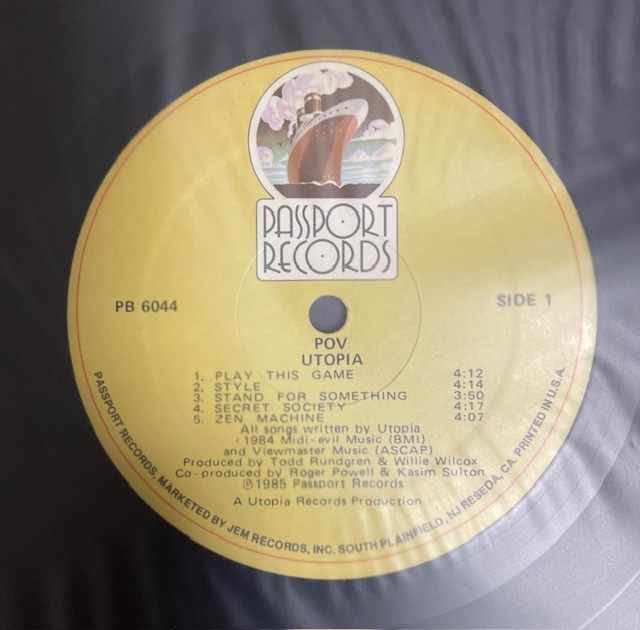 PASSPORT
RECORDS
PB 6044
SIDE 1
POV
UTOPIA
1. PLAY THIS GAME 4:12
2. STYLE 4:14
3. STAND FOR SOMETHING 3:50
4. SECRET SOCIETY 4:17
5. ZEN MACHINE 4:07
All songs written by Utopia
©1984 Midi-evil Music (BMI)
and Viewmaster Music (ASCAP)
Produced by Todd Rundgren & Willie Wilcox
Co-produced by Roger Powell & Kasim Sulton
℗1985 Passport Records
A Utopia Records Production
PASSPORT RECORDS, MARKETED BY JEM RECORDS, INC. SOUTH PLAINFIELD, NJ RESEDA, CA. PRINTED IN U.S.A.